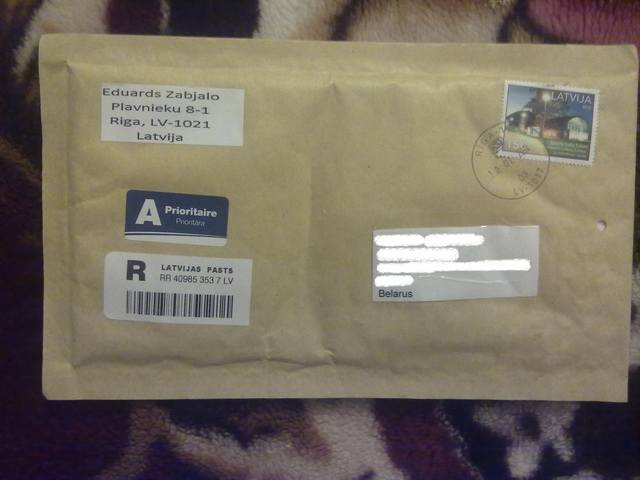 Eduards Zabjalo
Plavnieku 8-1
Riga, LV-1021
Latvija
LATVIJA
RIGA
A Prioritaire
Prioritāra
R LATVIJAS PASTS
RR 40985 353 7 LV
Belarus